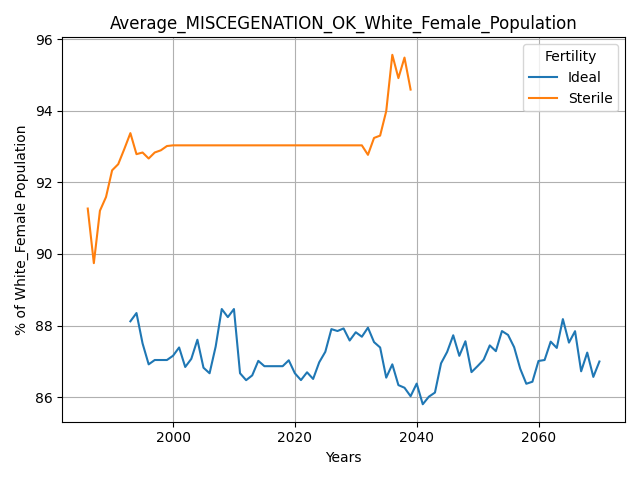 Average_MISCEGENATION_OK_White_Female_Population
96
94
92
90
88
86
% of White_Female Population
Fertility
Ideal
Sterile
2000
2020
2040
2060
Years